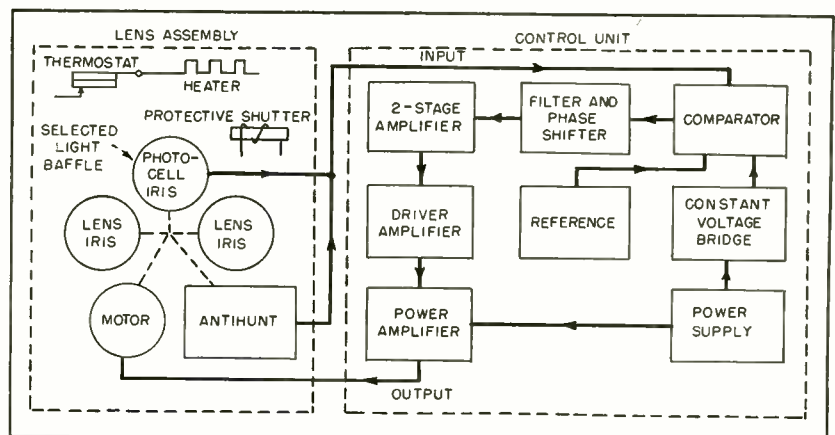 LENS ASSEMBLY
THERMOSTAT
HEATER
PROTECTIVE SHUTTER
SELECTED
LIGHT
BAFFLE
PHOTO-
CELL
IRIS
LENS
IRIS
LENS
IRIS
MOTOR
ANTIHUNT
CONTROL UNIT
INPUT
2-STAGE
AMPLIFIER
FILTER AND
PHASE
SHIFTER
COMPARATOR
DRIVER
AMPLIFIER
REFERENCE
CONSTANT
VOLTAGE
BRIDGE
POWER
AMPLIFIER
POWER
SUPPLY
OUTPUT